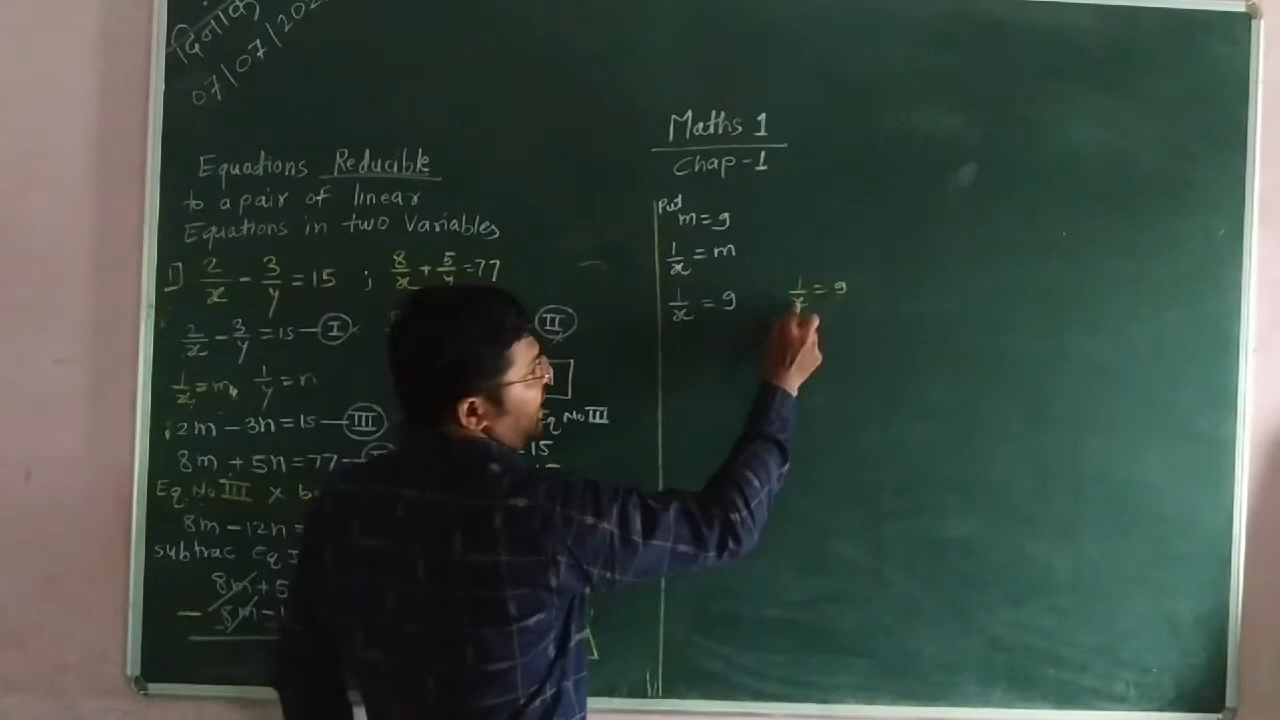 दिनांक
07/07/202
Maths 1
Chap-1
Equations Reducible
to a pair of linear
Equations in two Variables
1] 2/x - 3/y = 15 ; 8/x + 5/y = 77
2/x - 3/y = 15 — I
II
1/x = m, 1/y = n
2m - 3n = 15 — III
Eq No III
8m + 5n = 77 —
15
Eq. No III x b
8m - 12n =
subtrac Eq I
8m + 5
- 8m - 1
Put m = 9
1/x = m
1/x = 9
1/x = 9